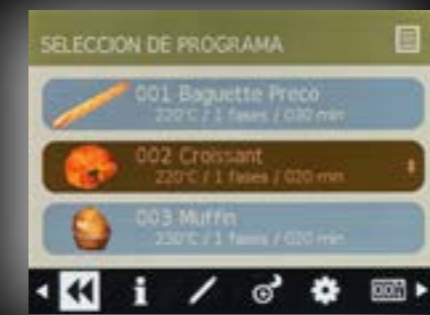 SELECCION DE PROGRAMA
001 Baguette Preco
220°C / 1 fases / 030 min
002 Croissant
220°C / 1 fases / 020 min
003 Muffin
230°C / 1 fases / 020 min